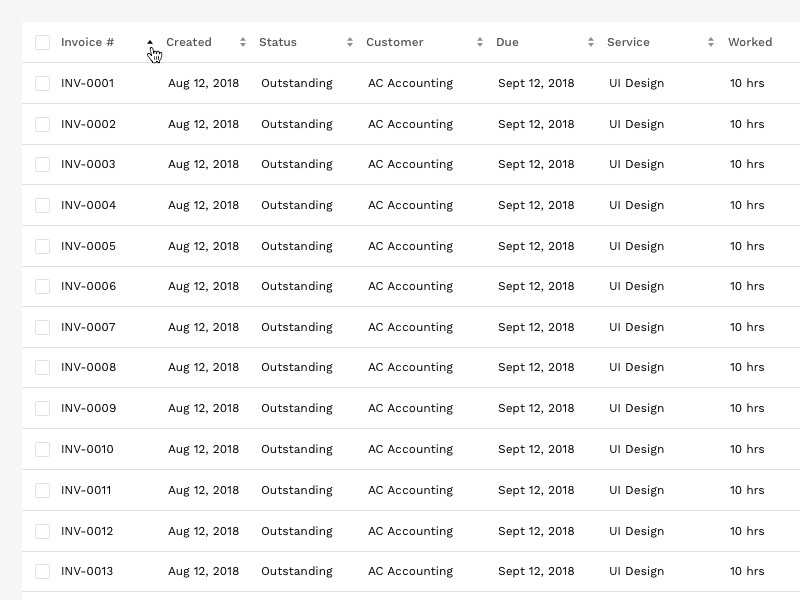 Invoice # Created Status Customer Due Service Worked
INV-0001 Aug 12, 2018 Outstanding AC Accounting Sept 12, 2018 UI Design 10 hrs
INV-0002 Aug 12, 2018 Outstanding AC Accounting Sept 12, 2018 UI Design 10 hrs
INV-0003 Aug 12, 2018 Outstanding AC Accounting Sept 12, 2018 UI Design 10 hrs
INV-0004 Aug 12, 2018 Outstanding AC Accounting Sept 12, 2018 UI Design 10 hrs
INV-0005 Aug 12, 2018 Outstanding AC Accounting Sept 12, 2018 UI Design 10 hrs
INV-0006 Aug 12, 2018 Outstanding AC Accounting Sept 12, 2018 UI Design 10 hrs
INV-0007 Aug 12, 2018 Outstanding AC Accounting Sept 12, 2018 UI Design 10 hrs
INV-0008 Aug 12, 2018 Outstanding AC Accounting Sept 12, 2018 UI Design 10 hrs
INV-0009 Aug 12, 2018 Outstanding AC Accounting Sept 12, 2018 UI Design 10 hrs
INV-0010 Aug 12, 2018 Outstanding AC Accounting Sept 12, 2018 UI Design 10 hrs
INV-0011 Aug 12, 2018 Outstanding AC Accounting Sept 12, 2018 UI Design 10 hrs
INV-0012 Aug 12, 2018 Outstanding AC Accounting Sept 12, 2018 UI Design 10 hrs
INV-0013 Aug 12, 2018 Outstanding AC Accounting Sept 12, 2018 UI Design 10 hrs